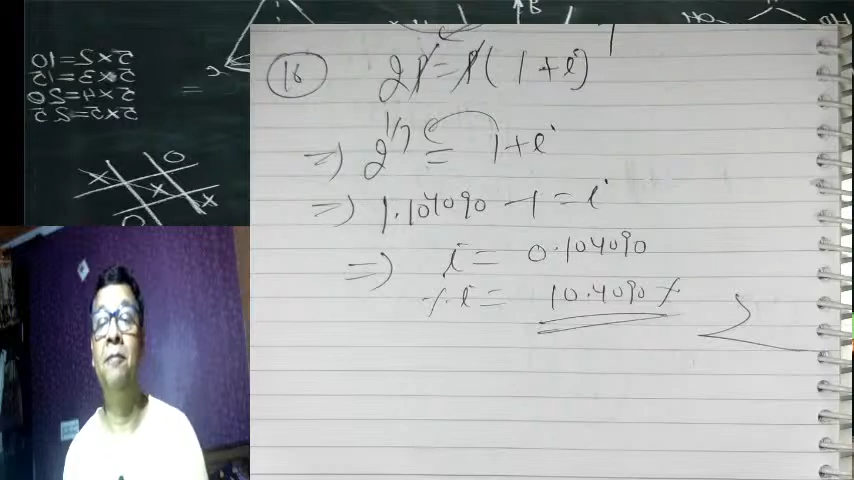 16
2P = P(1+i)^7
=) 2^1/7 = 1+i
=) 1.104090 -1 = i
=) i = 0.104090
% i = 10.4090%
5×2=10
5×3=15
5×4=20
5×5=25
B
OH
x
O
x
x
x
O